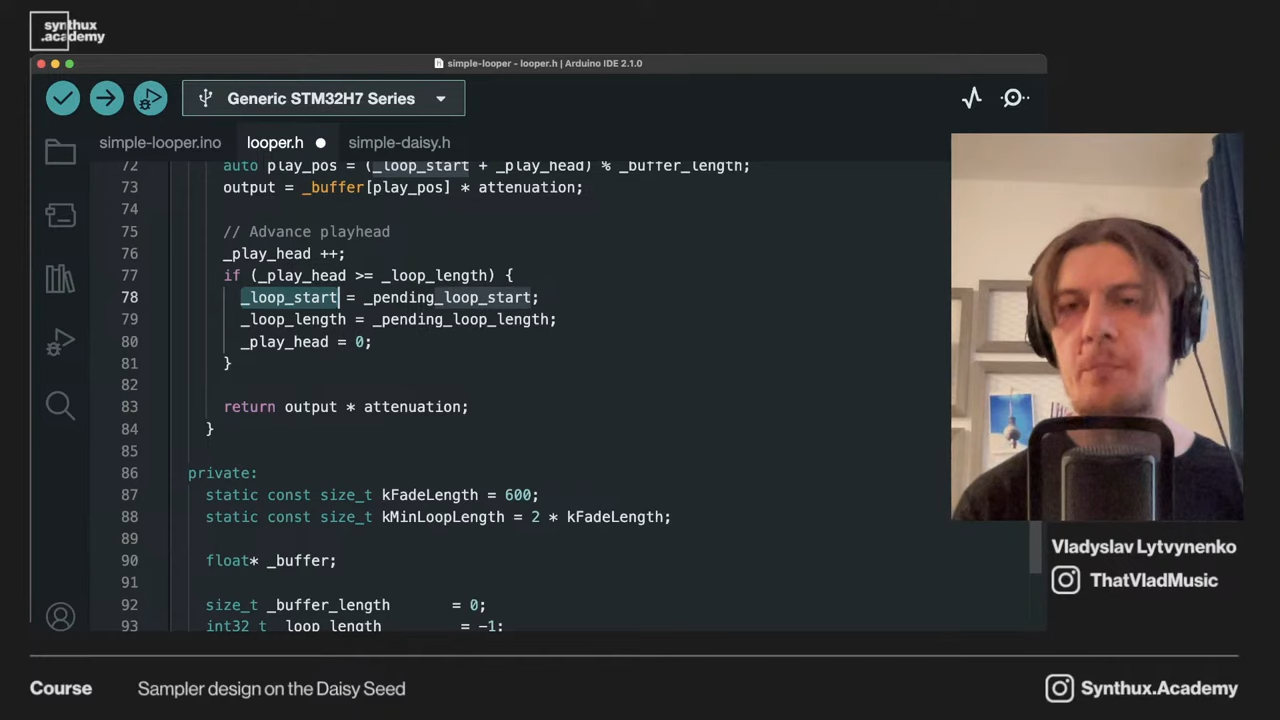 synthux
.academy
simple-looper - looper.h | Arduino IDE 2.1.0
Generic STM32H7 Series
simple-looper.ino looper.h simple-daisy.h
72 auto play_pos = (_loop_start + _play_head) % _buffer_length;
73 output = _buffer[play_pos] * attenuation;
74
75 // Advance playhead
76 _play_head ++;
77 if (_play_head >= _loop_length) {
78 _loop_start = _pending_loop_start;
79 _loop_length = _pending_loop_length;
80 _play_head = 0;
81 }
82
83 return output * attenuation;
84 }
85
86 private:
87 static const size_t kFadeLength = 600;
88 static const size_t kMinLoopLength = 2 * kFadeLength;
89
90 float* _buffer;
91
92 size_t _buffer_length = 0;
93 int32_t _loop_length = -1;
Vladyslav Lytvynenko
ThatVladMusic
Course Sampler design on the Daisy Seed
Synthux.Academy